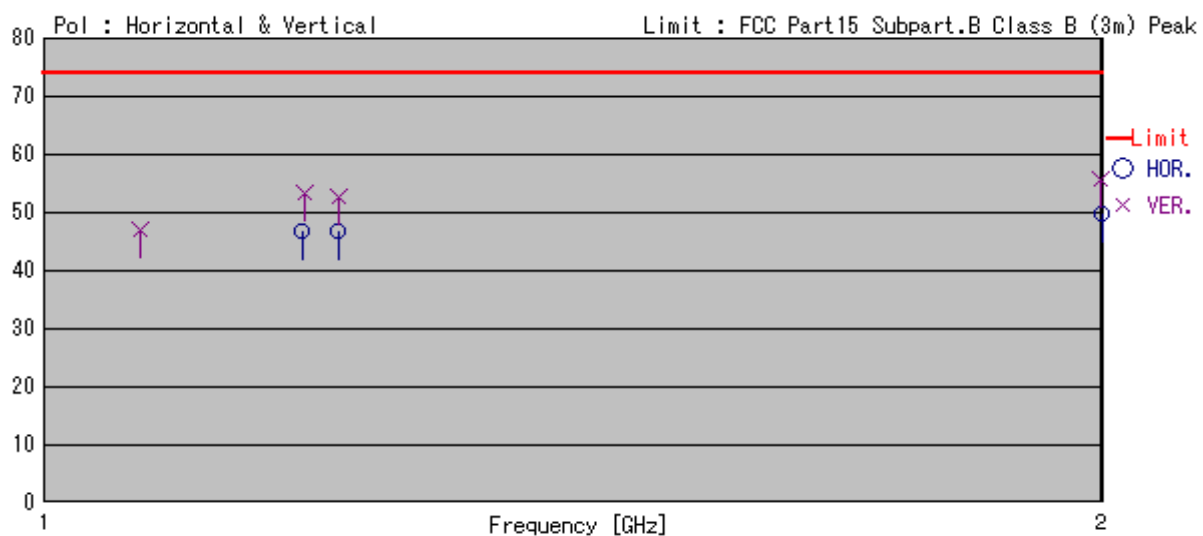 Pol : Horizontal & Vertical
Limit : FCC Part15 Subpart.B Class B (3m) Peak
80
70
60
50
40
30
20
10
0
Limit
HOR.
VER.
1
2
Frequency [GHz]